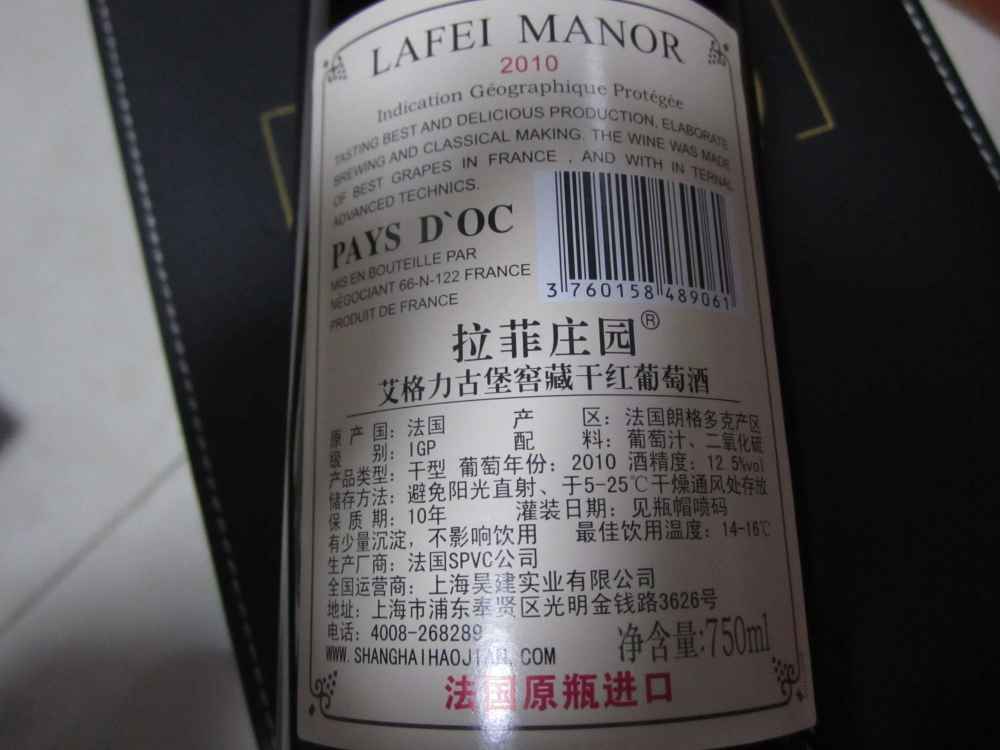 LAFEI MANOR
2010
Indication Géographique Protégée
TASTING BEST AND DELICIOUS PRODUCTION, ELABORATE
BREWING AND CLASSICAL MAKING. THE WINE WAS MADE
OF BEST GRAPES IN FRANCE , AND WITH IN TERNAL
ADVANCED TECHNICS.
PAYS D`OC
MIS EN BOUTEILLE PAR
NÉGOCIANT 66-N-122 FRANCE
PRODUIT DE FRANCE
3 760158 489061
拉菲庄园®
艾格力古堡窖藏干红葡萄酒
原产国：法国 产区：法国朗格多克产区
级别：IGP 配料：葡萄汁、二氧化硫
产品类型：干型 葡萄年份：2010 酒精度：12.5%vol
储存方法：避免阳光直射、于5-25℃干燥通风处存放
保质期：10年 灌装日期：见瓶帽喷码
有少量沉淀，不影响饮用 最佳饮用温度：14-16℃
生产厂商：法国SPVC公司
全国运营商：上海昊建实业有限公司
地址：上海市浦东奉贤区光明金钱路3626号
电话：4008-268289
净含量:750ml
WWW.SHANGHAIHAOJIAN.COM
法国原瓶进口